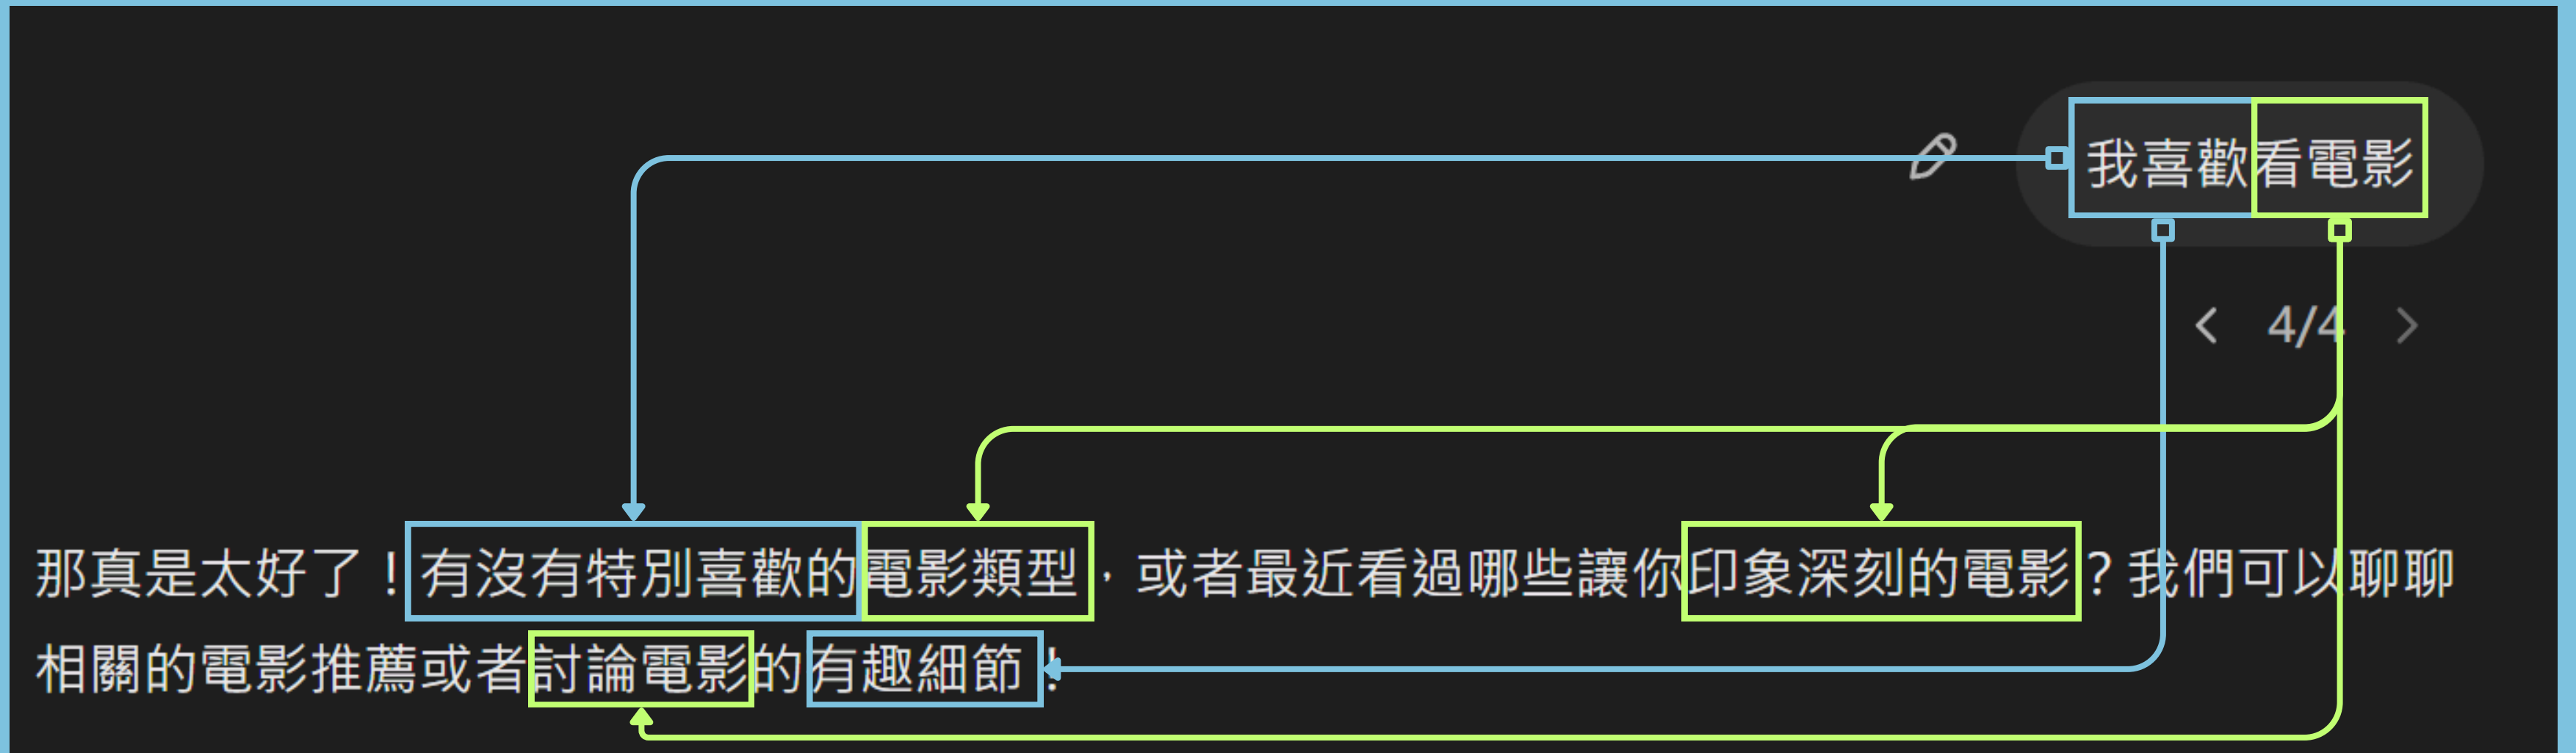 我喜歡看電影
4/4
那真是太好了！有沒有特別喜歡的電影類型，或者最近看過哪些讓你印象深刻的電影？我們可以聊聊
相關的電影推薦或者討論電影的有趣細節！